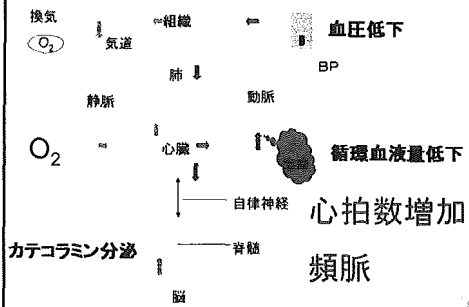 換気
組織
血圧低下
O₂
気道
肺
BP
静脈
動脈
O₂
心臓
循環血液量低下
自律神経
心拍数増加
カテコラミン分泌
脊髄
頻脈
脳